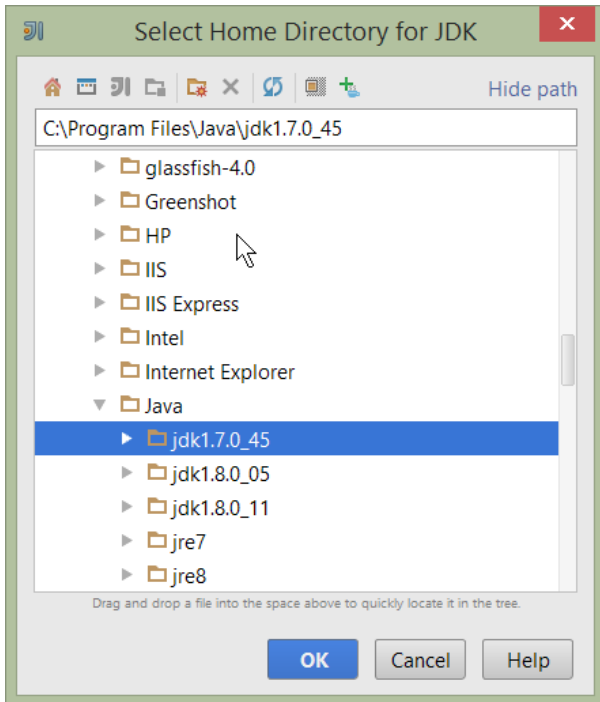 Select Home Directory for JDK
Hide path
C:\Program Files\Java\jdk1.7.0_45
glassfish-4.0
Greenshot
HP
IIS
IIS Express
Intel
Internet Explorer
Java
jdk1.7.0_45
jdk1.8.0_05
jdk1.8.0_11
jre7
jre8
Drag and drop a file into the space above to quickly locate it in the tree.
OK Cancel Help